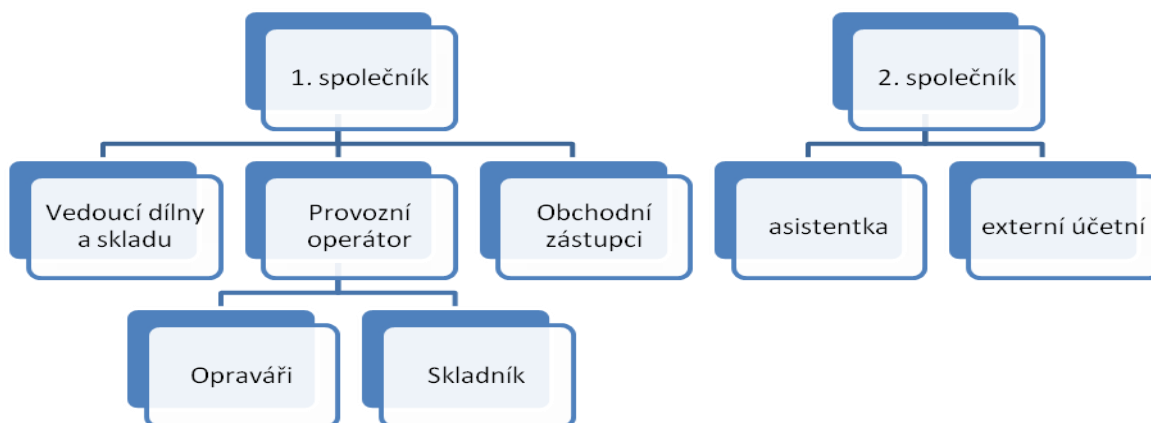 1. společník
2. společník
Vedoucí dílny
a skladu
Provozní
operátor
Obchodní
zástupci
asistentka
externí účetní
Opraváři
Skladník